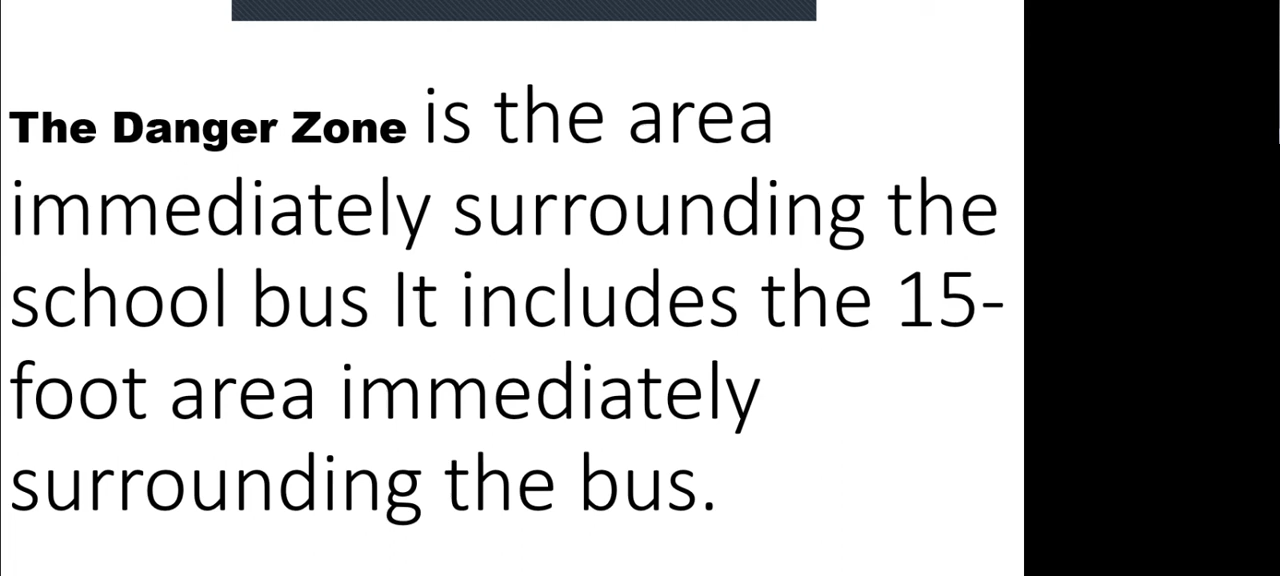 The Danger Zone is the area
immediately surrounding the
school bus It includes the 15-
foot area immediately
surrounding the bus.